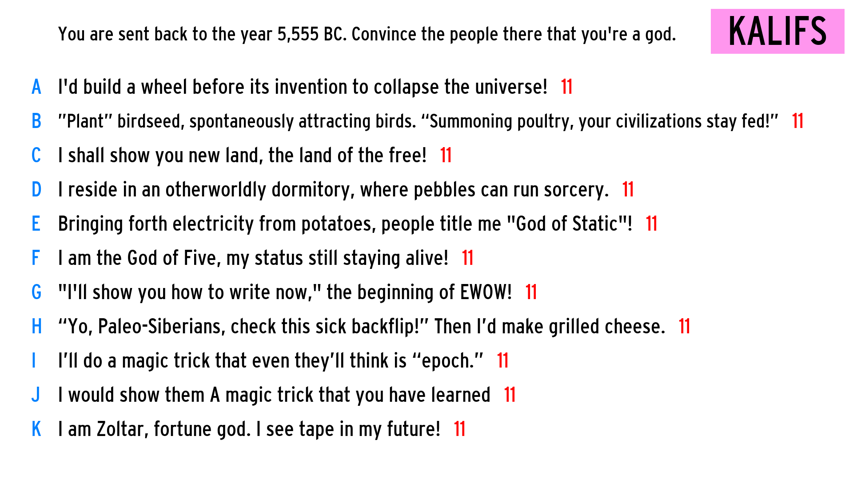 You are sent back to the year 5,555 BC. Convince the people there that you're a god.
KALIFS
A I'd build a wheel before its invention to collapse the universe! 11
B ”Plant” birdseed, spontaneously attracting birds. “Summoning poultry, your civilizations stay fed!” 11
C I shall show you new land, the land of the free! 11
D I reside in an otherworldly dormitory, where pebbles can run sorcery. 11
E Bringing forth electricity from potatoes, people title me "God of Static"! 11
F I am the God of Five, my status still staying alive! 11
G "I'll show you how to write now," the beginning of EWOW! 11
H “Yo, Paleo-Siberians, check this sick backflip!” Then I’d make grilled cheese. 11
I I’ll do a magic trick that even they’ll think is “epoch.” 11
J I would show them A magic trick that you have learned 11
K I am Zoltar, fortune god. I see tape in my future! 11